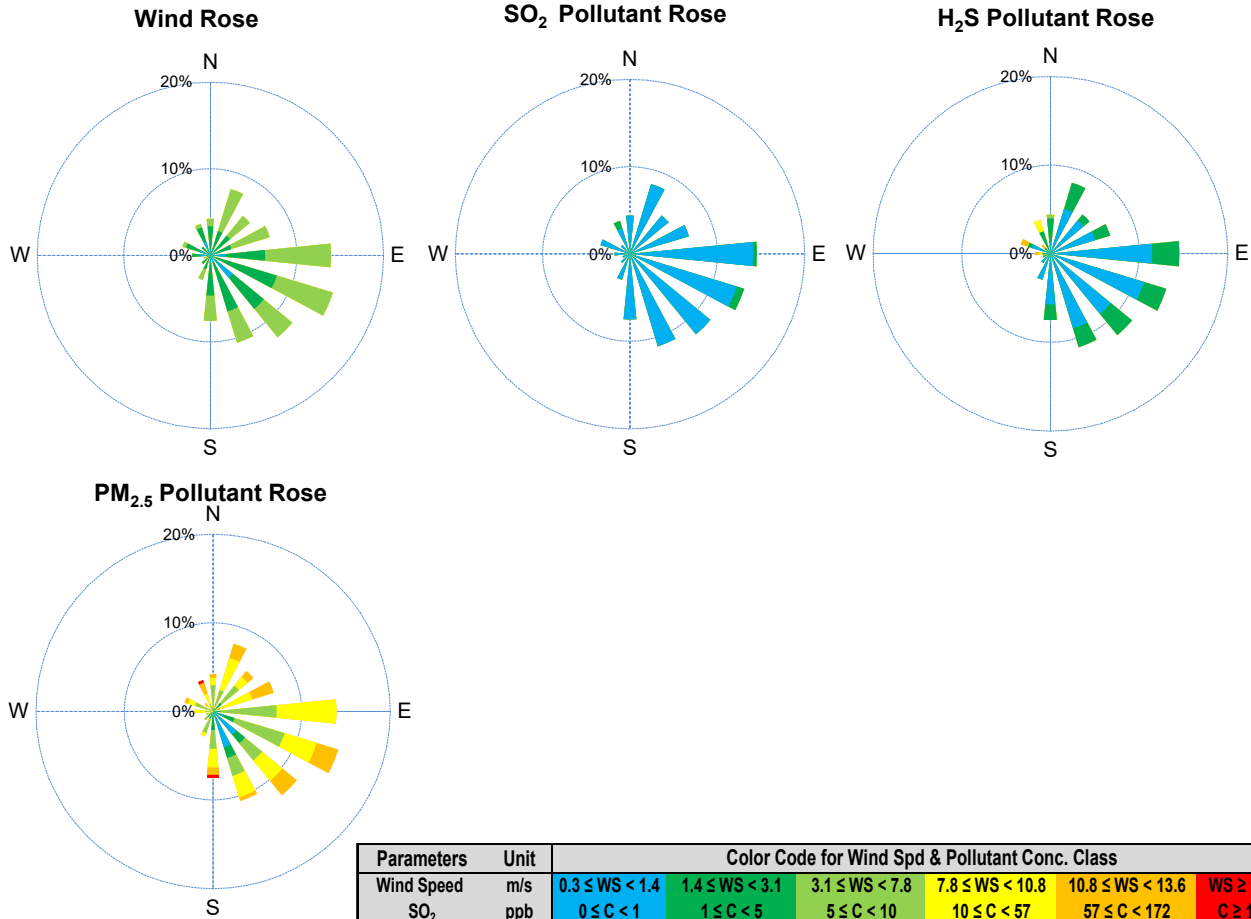 Wind Rose
SO₂ Pollutant Rose
H₂S Pollutant Rose
N
N
N
20%
20%
20%
10%
10%
10%
W
0%
E
W
0%
E
W
0%
E
S
S
S
PM₂.₅ Pollutant Rose
N
20%
10%
W
0%
E
S
Parameters Unit Color Code for Wind Spd & Pollutant Conc. Class
Wind Speed m/s 0.3 ≤ WS < 1.4 1.4 ≤ WS < 3.1 3.1 ≤ WS < 7.8 7.8 ≤ WS < 10.8 10.8 ≤ WS < 13.6 WS ≥
SO₂ ppb 0 ≤ C < 1 1 ≤ C < 5 5 ≤ C < 10 10 ≤ C < 57 57 ≤ C < 172 C ≥